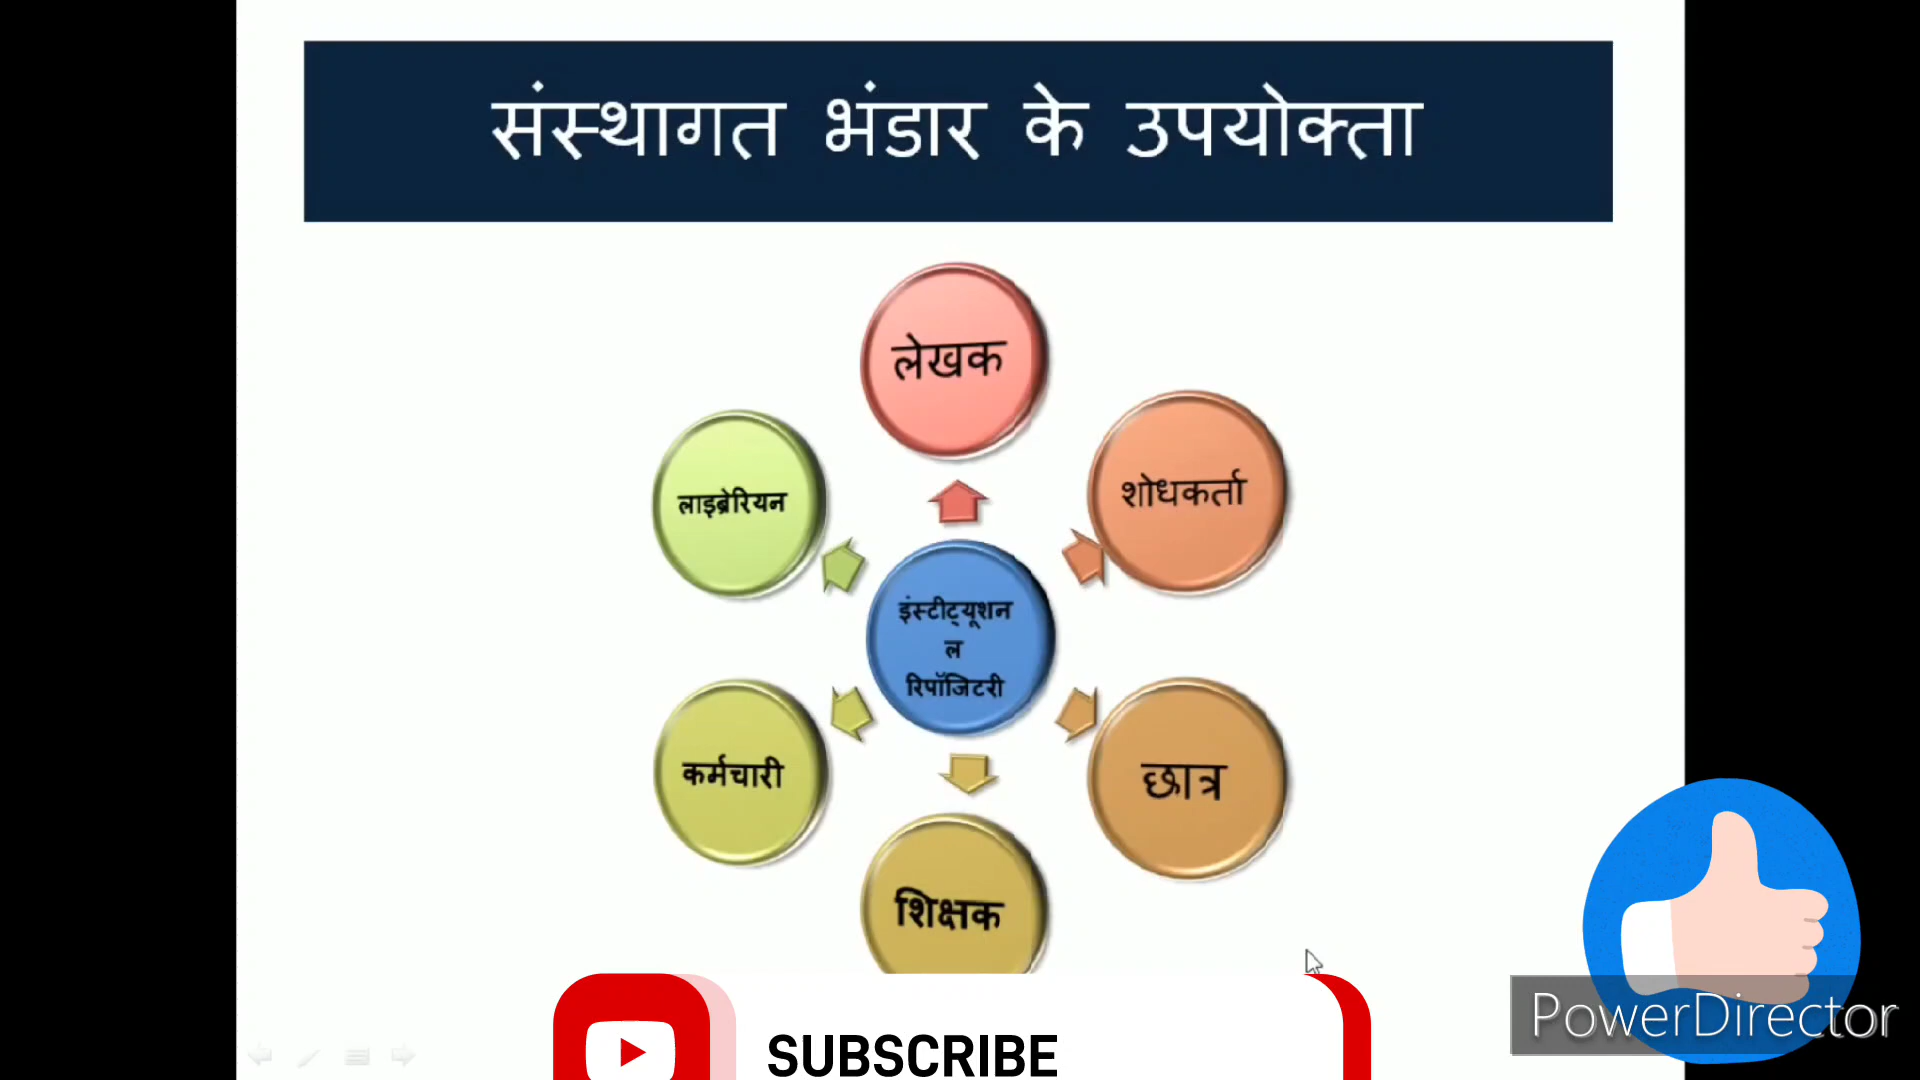 संस्थागत भंडार के उपयोक्ता
लेखक
शोधकर्ता
लाइब्रेरियन
इंस्टीट्यूशन
ल
रिपॉजिटरी
कर्मचारी
छात्र
शिक्षक
PowerDirector
SUBSCRIBE